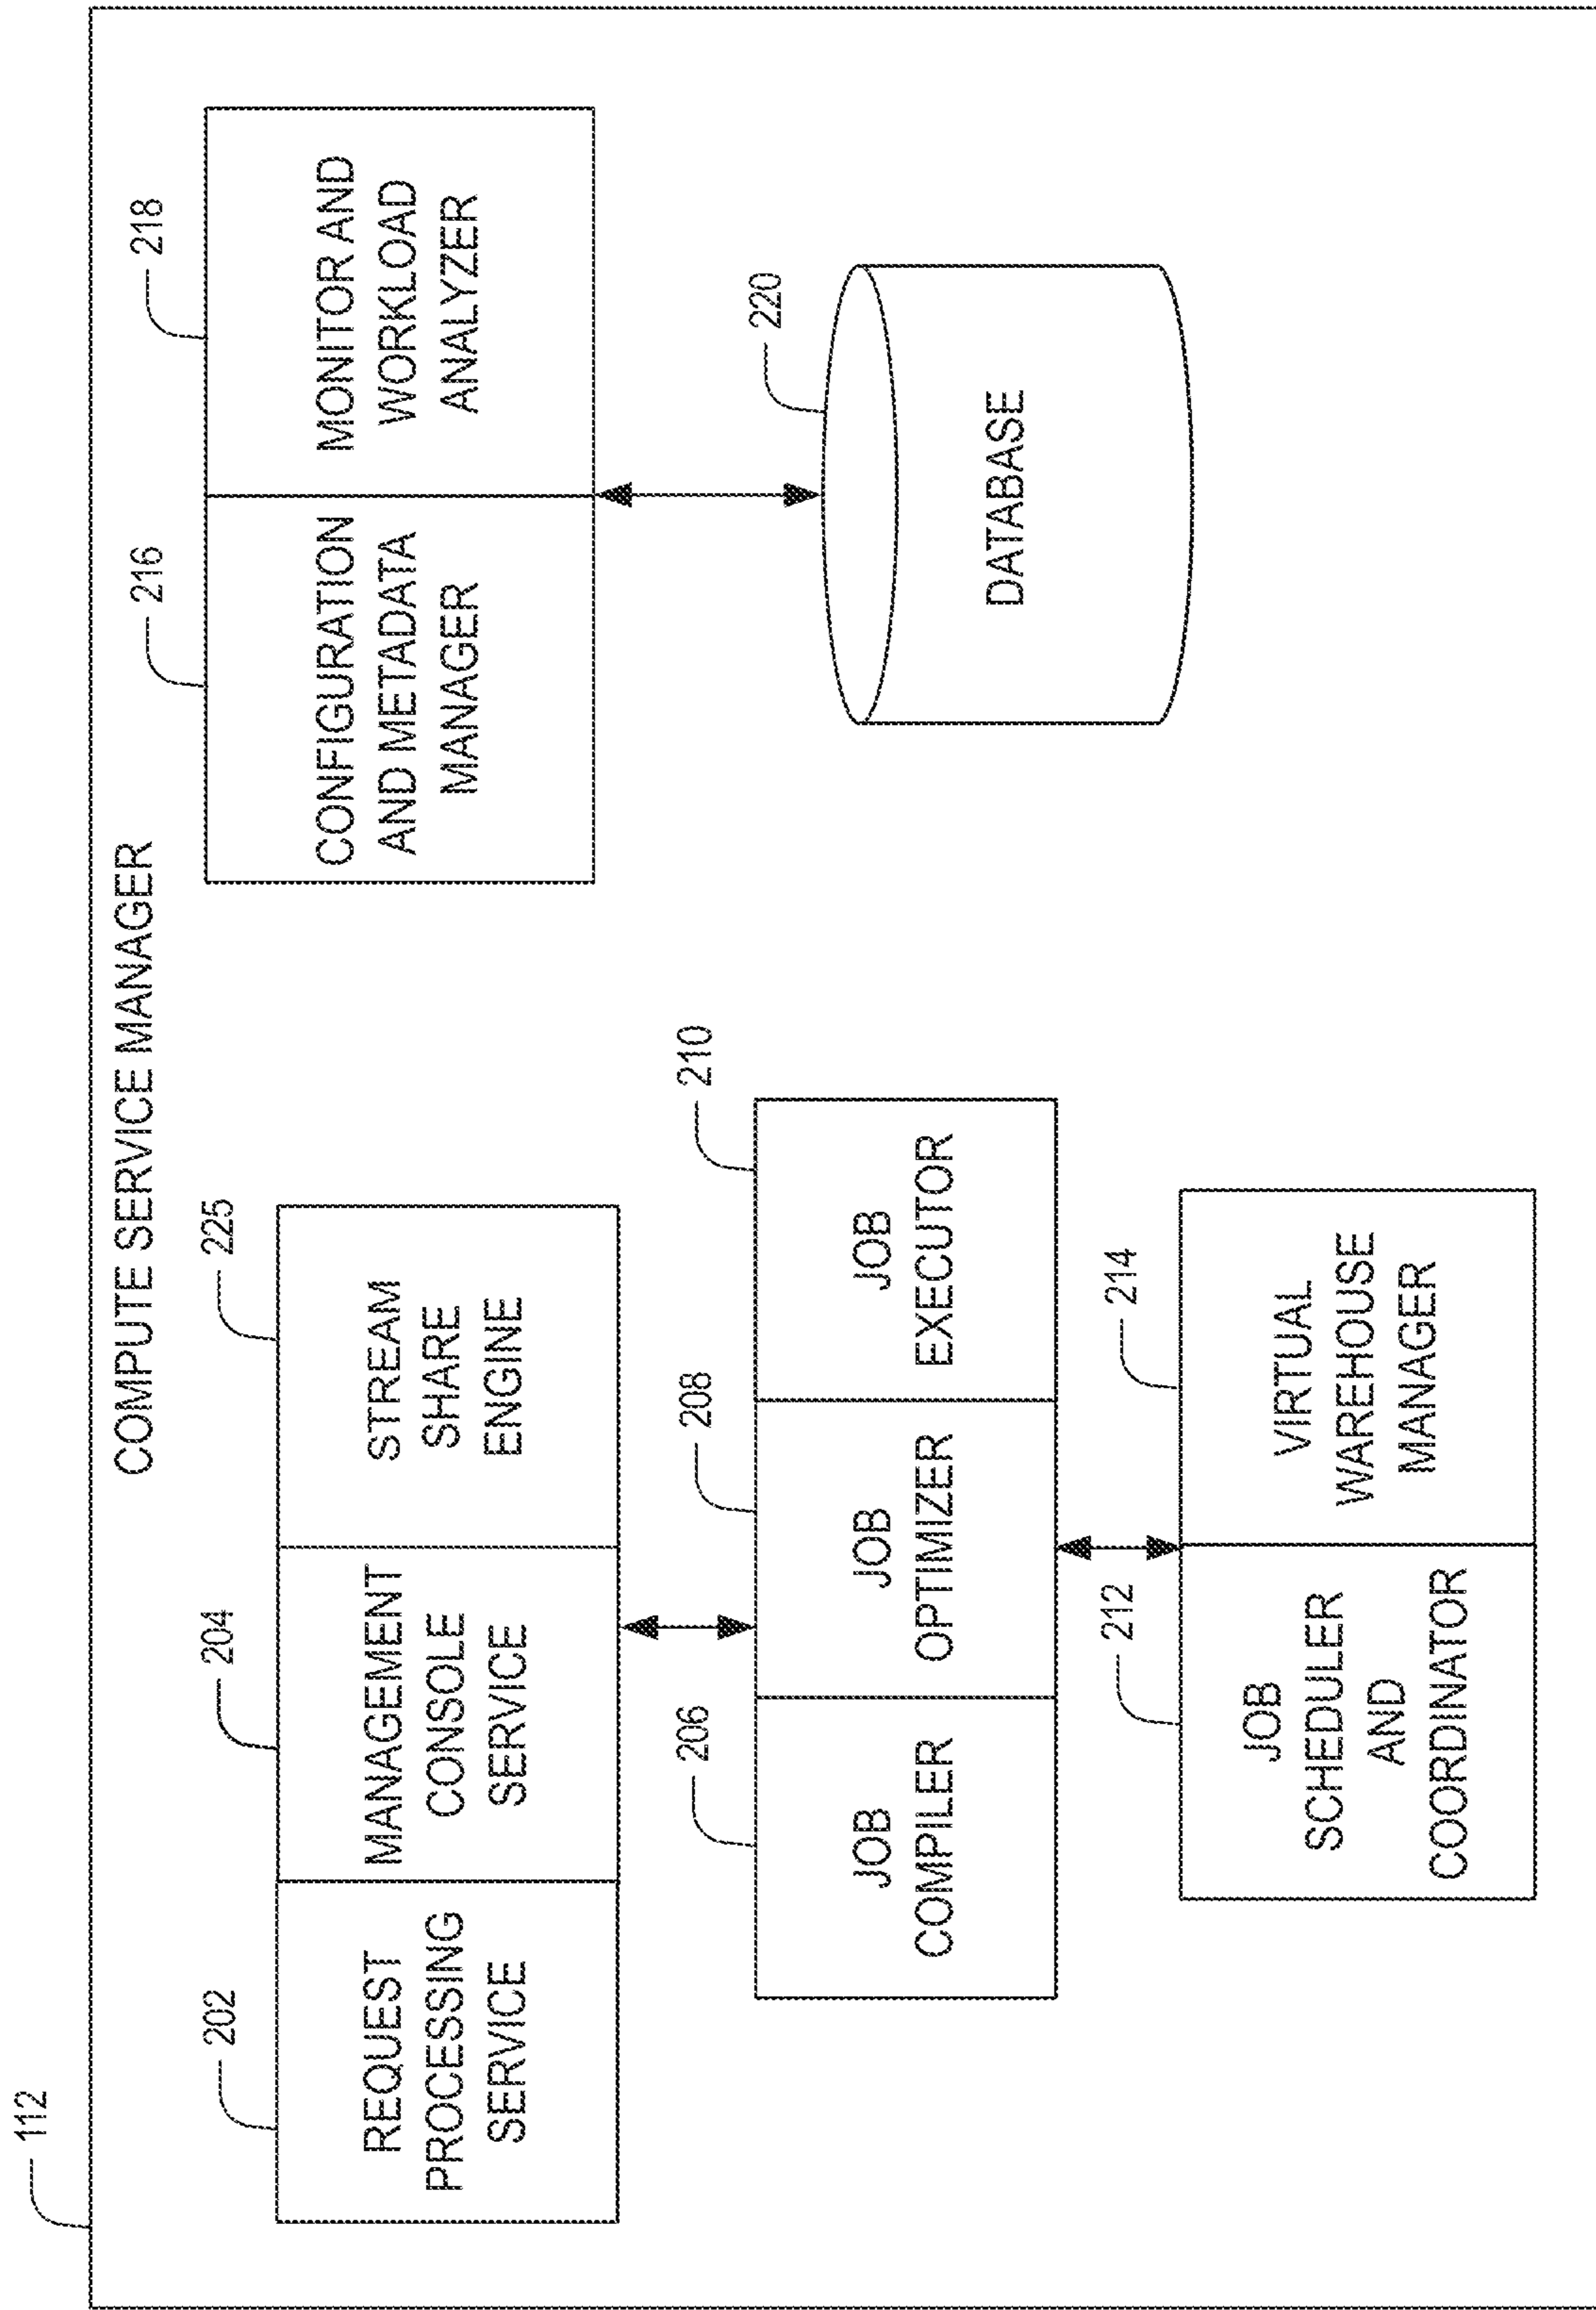 112
COMPUTE SERVICE MANAGER
202
REQUEST
PROCESSING
SERVICE
204
MANAGEMENT
CONSOLE
SERVICE
225
STREAM
SHARE
ENGINE
206
JOB
COMPILER
208
JOB
OPTIMIZER
210
JOB
EXECUTOR
212
JOB
SCHEDULER
AND
COORDINATOR
214
VIRTUAL
WAREHOUSE
MANAGER
216
CONFIGURATION
AND METADATA
MANAGER
218
MONITOR AND
WORKLOAD
ANALYZER
220
DATABASE